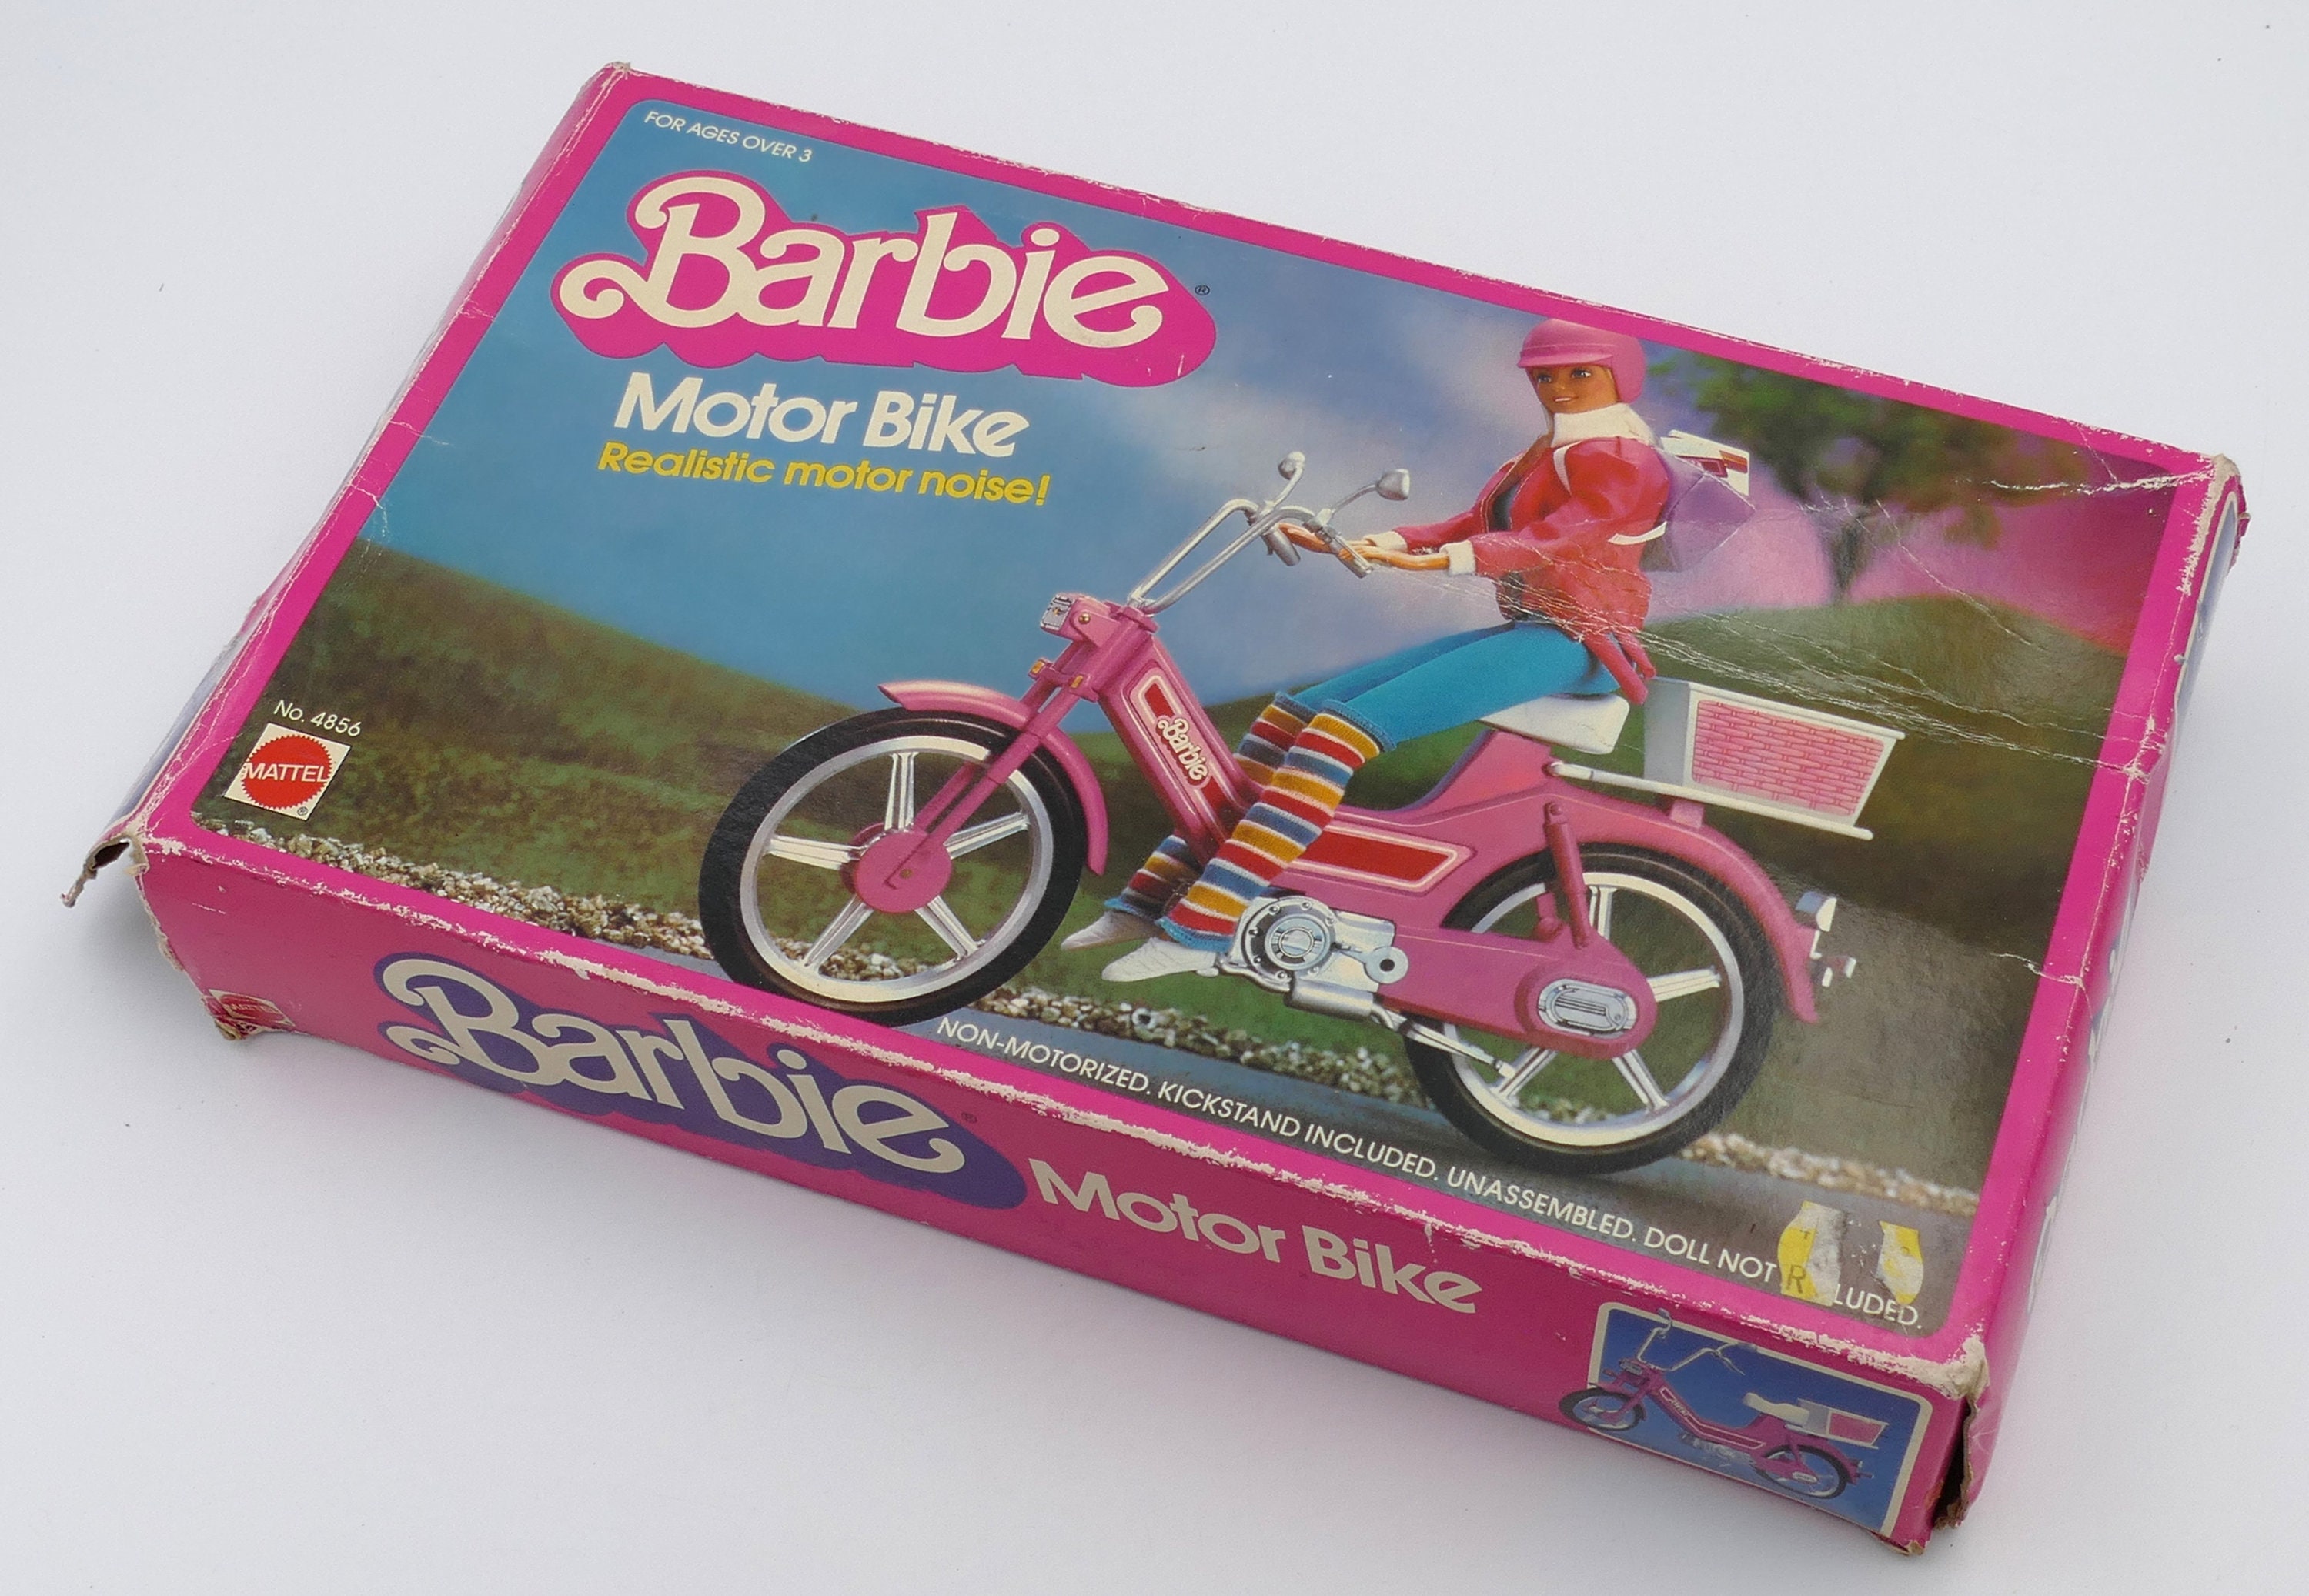 FOR AGES OVER 3
Barbie®
Motor Bike
Realistic motor noise!
No. 4856
MATTEL®
Barbie
NON-MOTORIZED. KICKSTAND INCLUDED. UNASSEMBLED. DOLL NOT
R
LUDED.
Barbie® Motor Bike